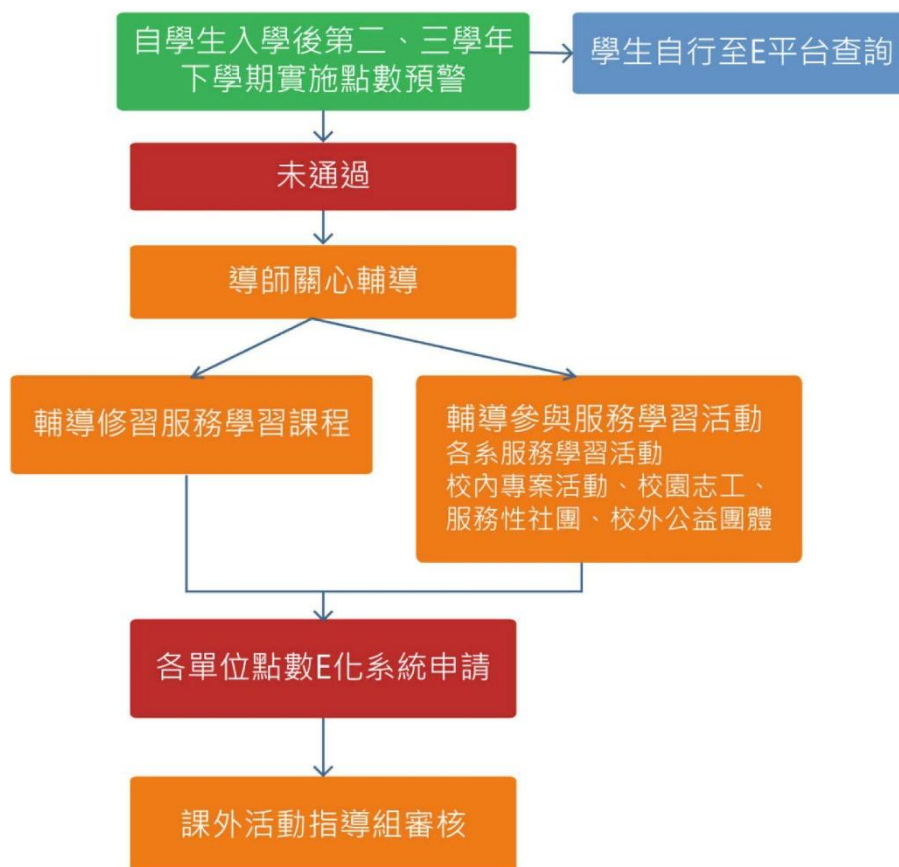 自學生入學後第二、三學年
下學期實施點數預警
學生自行至E平台查詢
未通過
導師關心輔導
輔導修習服務學習課程
輔導參與服務學習活動
各系服務學習活動
校內專案活動、校園志工、
服務性社團、校外公益團體
各單位點數E化系統申請
課外活動指導組審核